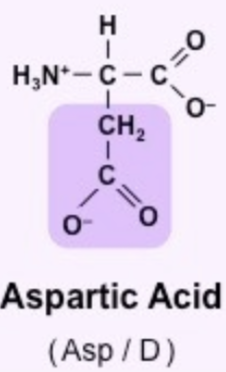 H
O
H₃N⁺–C–C
O⁻
CH₂
C
O⁻ O
Aspartic Acid
(Asp / D)